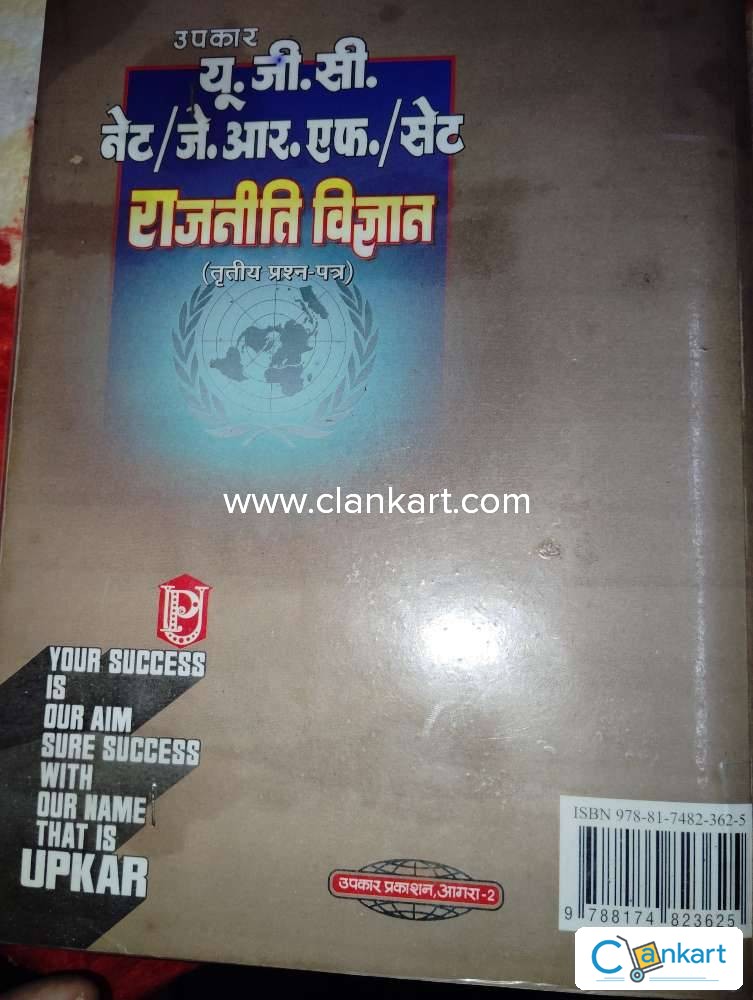 उपकार
यू. जी. सी.
नेट/जे. आर. एफ./सेट
राजनीति विज्ञान
(तृतीय प्रश्न-पत्र)
www.clankart.com
YOUR SUCCESS
IS
OUR AIM
SURE SUCCESS
WITH
OUR NAME
THAT IS
UPKAR
उपकार प्रकाशन, आगरा-2
ISBN 978-81-7482-362-5
9 788174 823625
Clankart